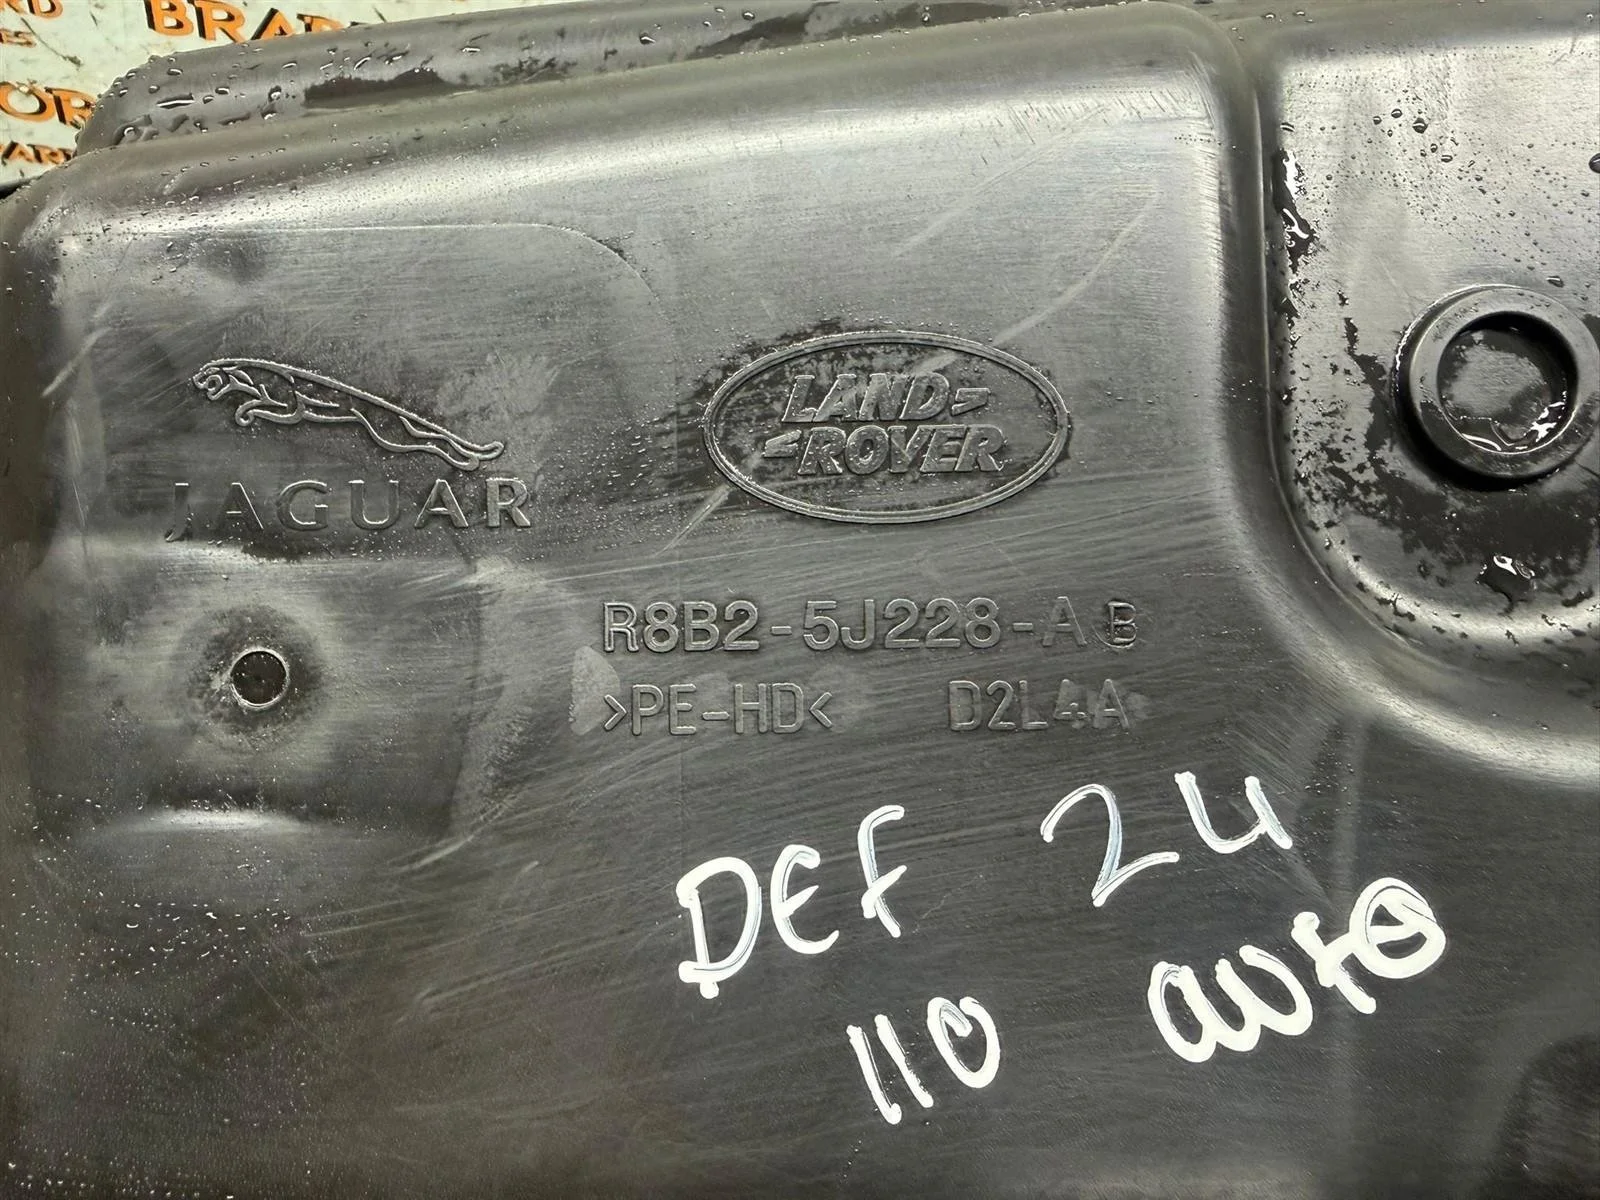 JAGUAR
LAND
ROVER
R8B2-5J228-AB
>PE-HD<
D2L4A
DEF 24
110 auto